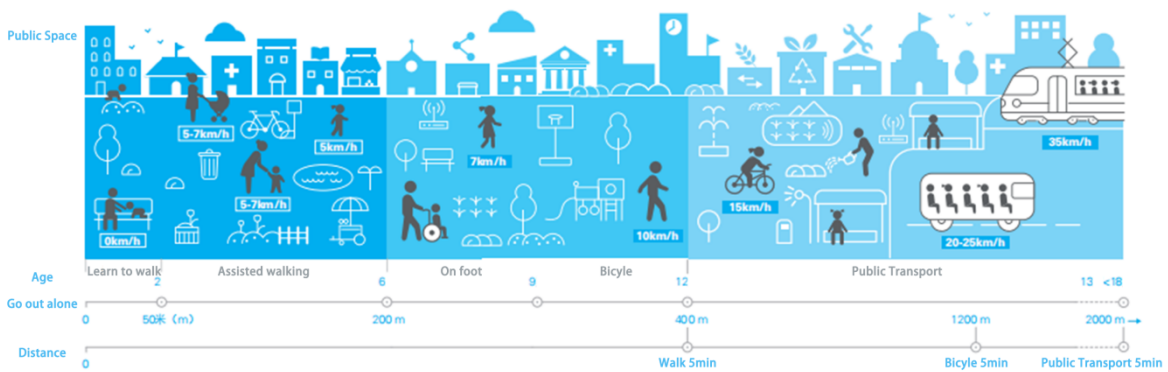 Public Space
5-7km/h
5km/h
7km/h
35km/h
5-7km/h
15km/h
0km/h
10km/h
20-25km/h
Learn to walk
Assisted walking
On foot
Bicyle
Public Transport
Age
2
6
9
12
13
<18
Go out alone
0
50米 (m)
200 m
400 m
1200 m
2000 m
Distance
0
Walk 5min
Bicyle 5min
Public Transport 5min